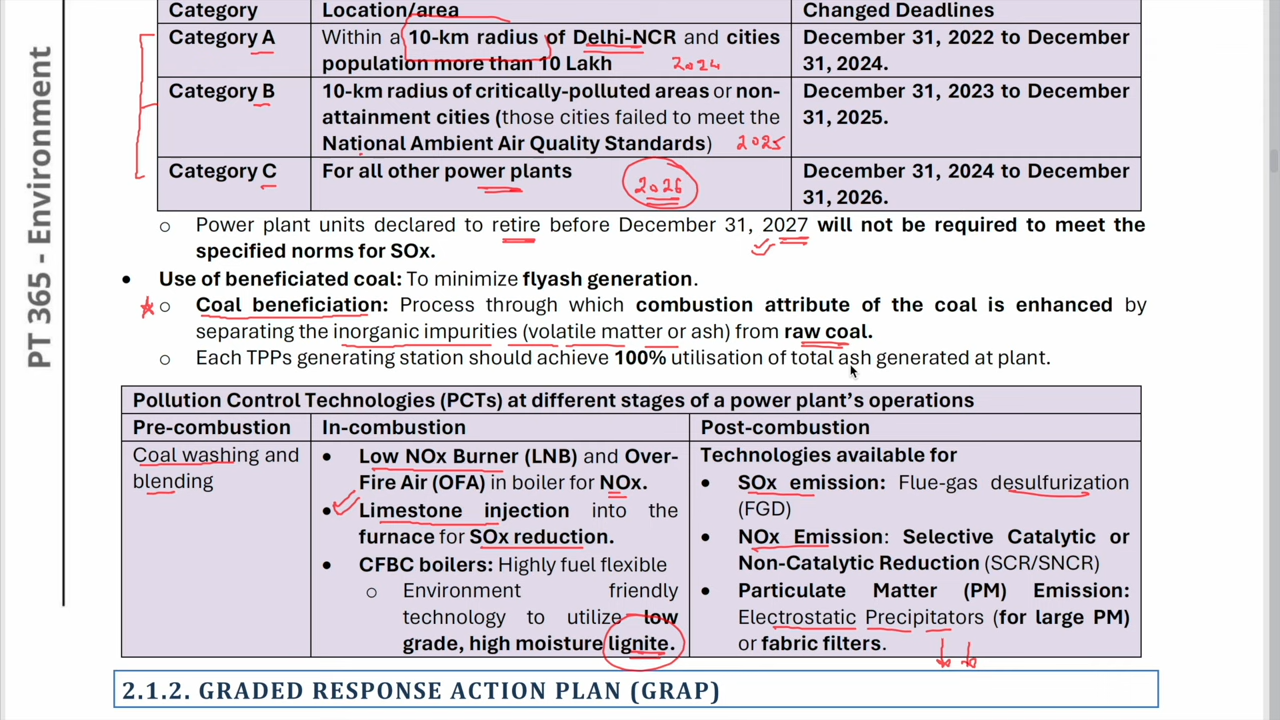 PT 365 - Environment
Category Location/area Changed Deadlines
Category A Within a 10-km radius of Delhi-NCR and cities December 31, 2022 to December
population more than 10 Lakh 2024 31, 2024.
Category B 10-km radius of critically-polluted areas or non- December 31, 2023 to December
attainment cities (those cities failed to meet the 31, 2025.
National Ambient Air Quality Standards) 2025
Category C For all other power plants 2026 December 31, 2024 to December
31, 2026.
o Power plant units declared to retire before December 31, 2027 will not be required to meet the
specified norms for SOx.
• Use of beneficiated coal: To minimize flyash generation.
o Coal beneficiation: Process through which combustion attribute of the coal is enhanced by
separating the inorganic impurities (volatile matter or ash) from raw coal.
o Each TPPs generating station should achieve 100% utilisation of total ash generated at plant.
Pollution Control Technologies (PCTs) at different stages of a power plant's operations
Pre-combustion In-combustion Post-combustion
Coal washing and
blending
• Low NOx Burner (LNB) and Over-
Fire Air (OFA) in boiler for NOx.
• Limestone injection into the
furnace for SOx reduction.
• CFBC boilers: Highly fuel flexible
o Environment friendly
technology to utilize low
grade, high moisture lignite.
Technologies available for
• SOx emission: Flue-gas desulfurization
(FGD)
• NOx Emission: Selective Catalytic or
Non-Catalytic Reduction (SCR/SNCR)
• Particulate Matter (PM) Emission:
Electrostatic Precipitators (for large PM)
or fabric filters.
2.1.2. GRADED RESPONSE ACTION PLAN (GRAP)